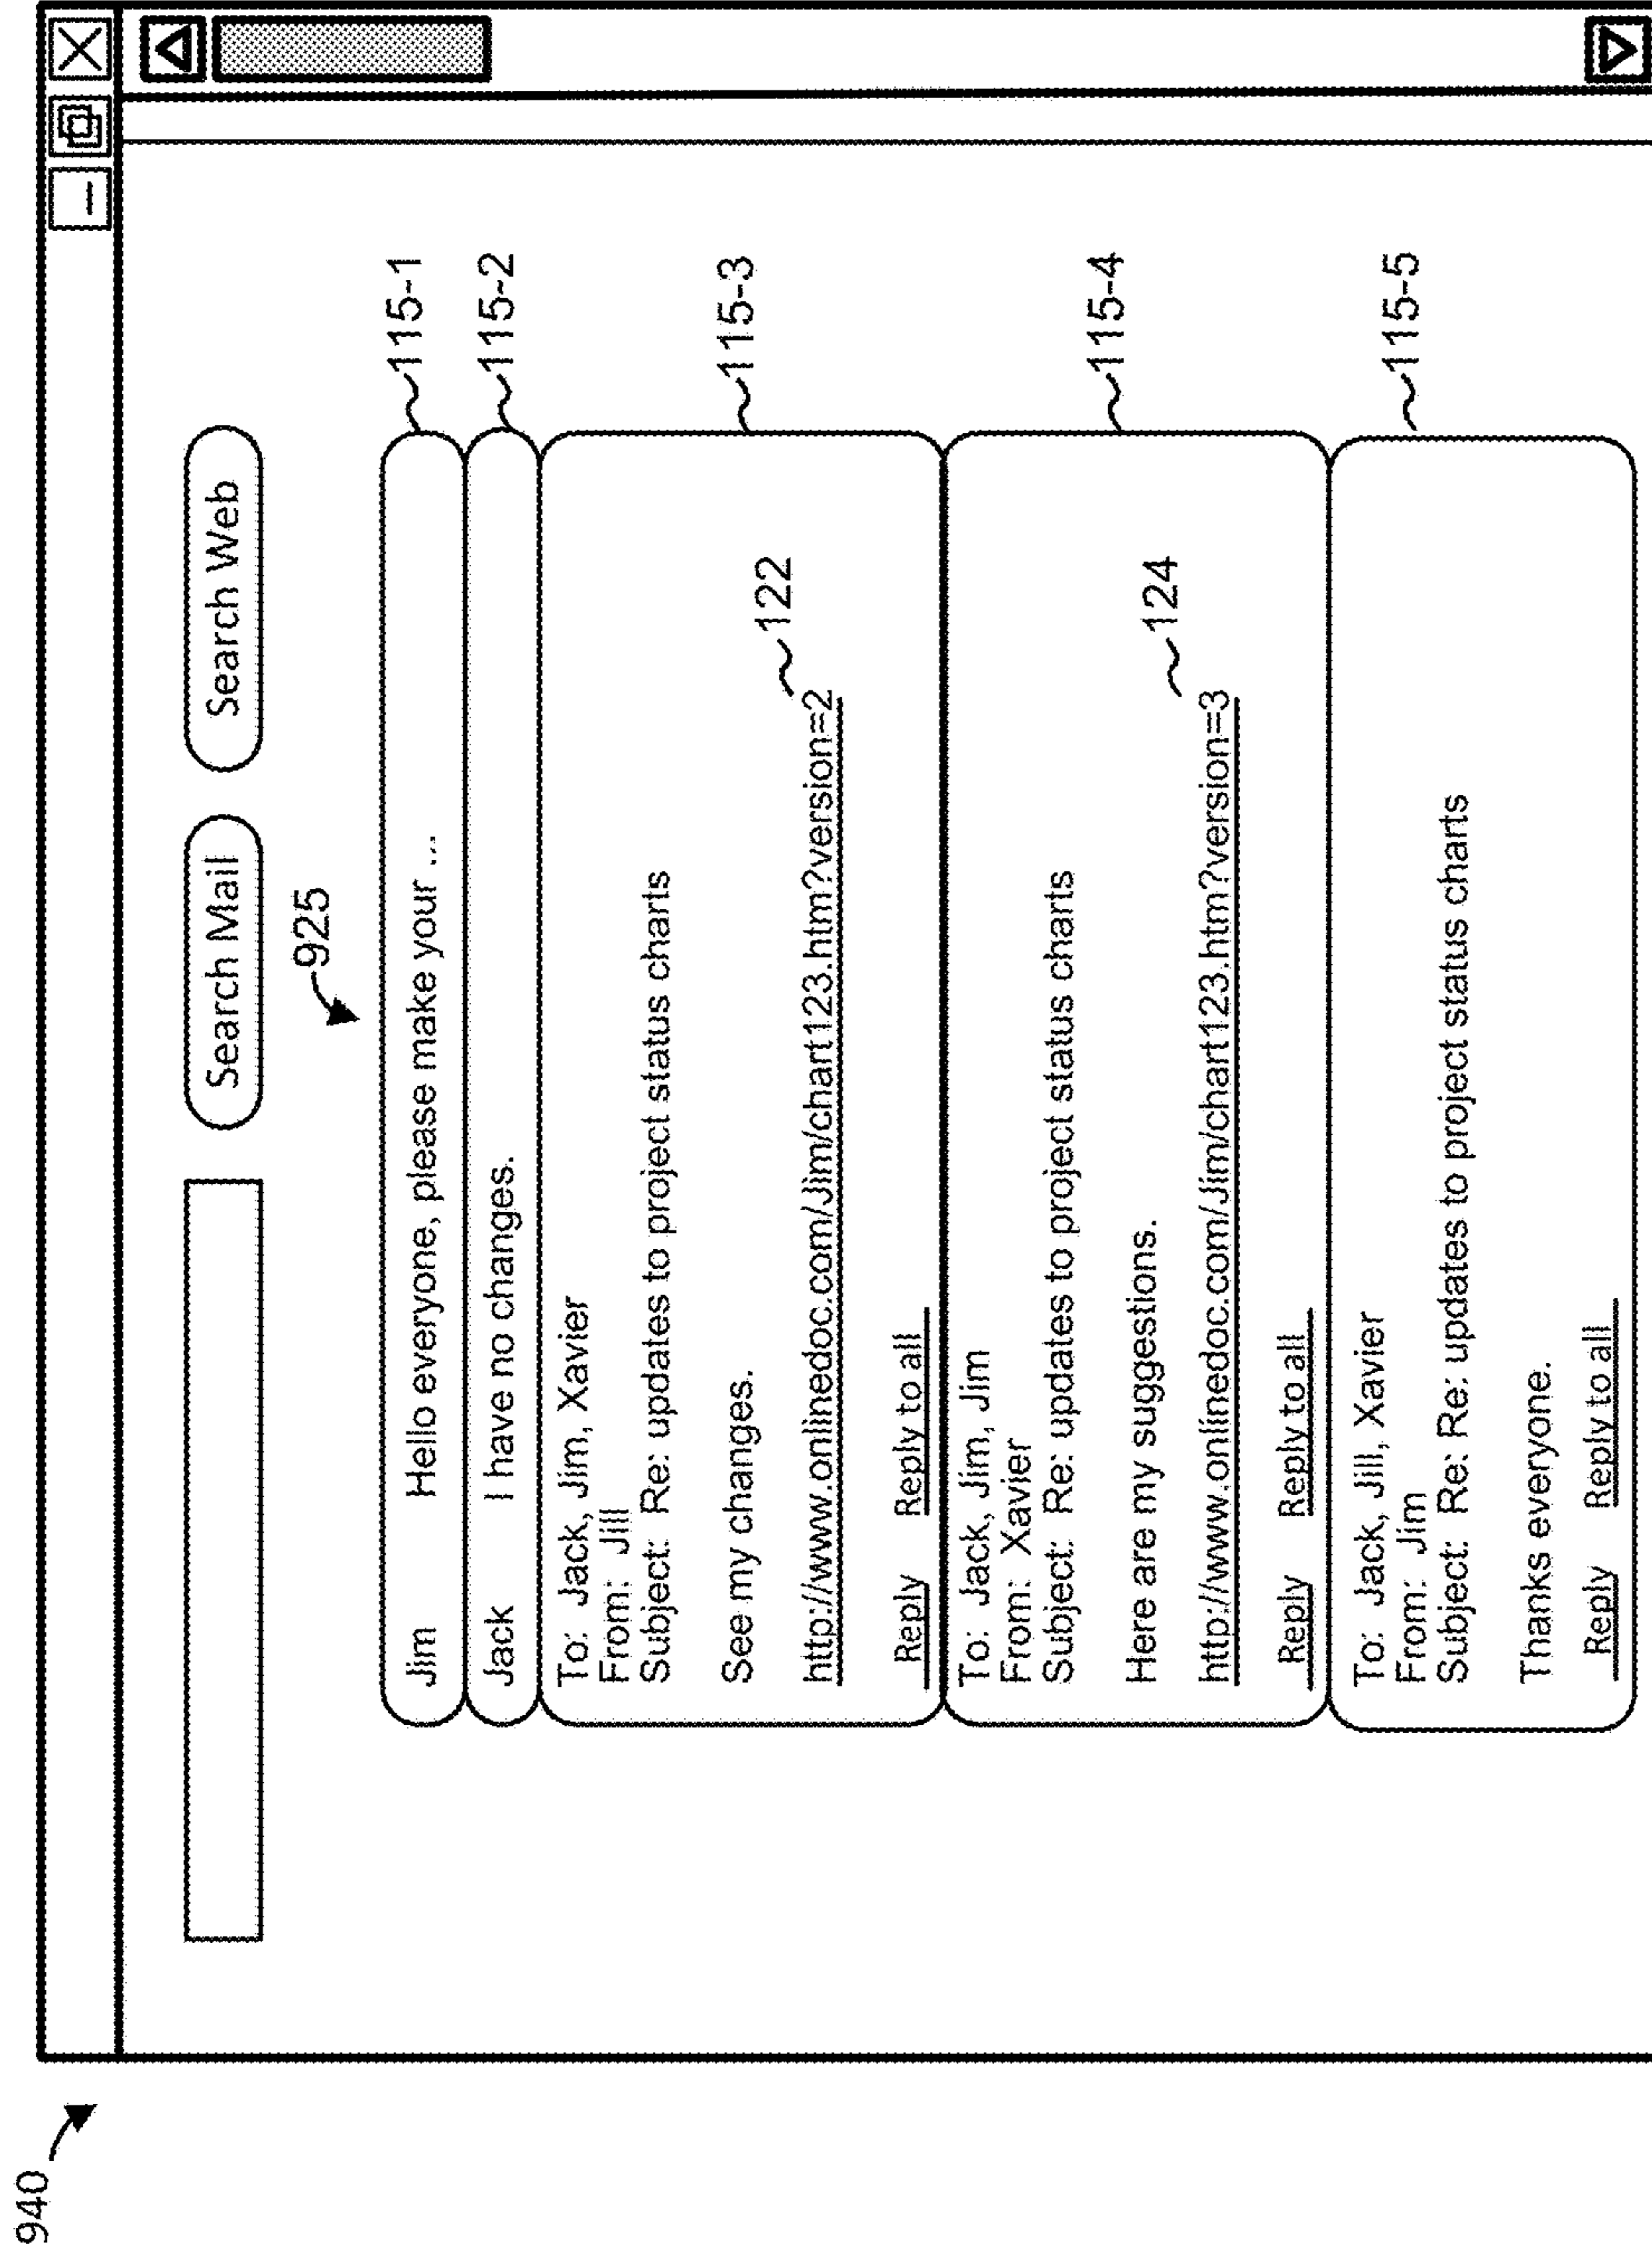 940
Search Mail
Search Web
925
Jim Hello everyone, please make your ...
115-1
Jack I have no changes.
115-2
To: Jack, Jim, Xavier
From: Jill
Subject: Re: updates to project status charts
115-3
See my changes.
122
http://www.onlinedoc.com/Jim/chart123.htm?version=2
Reply Reply to all
To: Jack, Jim, Jim
From: Xavier
Subject: Re: updates to project status charts
115-4
Here are my suggestions.
124
http://www.onlinedoc.com/Jim/chart123.htm?version=3
Reply Reply to all
To: Jack, Jill, Xavier
From: Jim
Subject: Re: Re: updates to project status charts
115-5
Thanks everyone.
Reply Reply to all